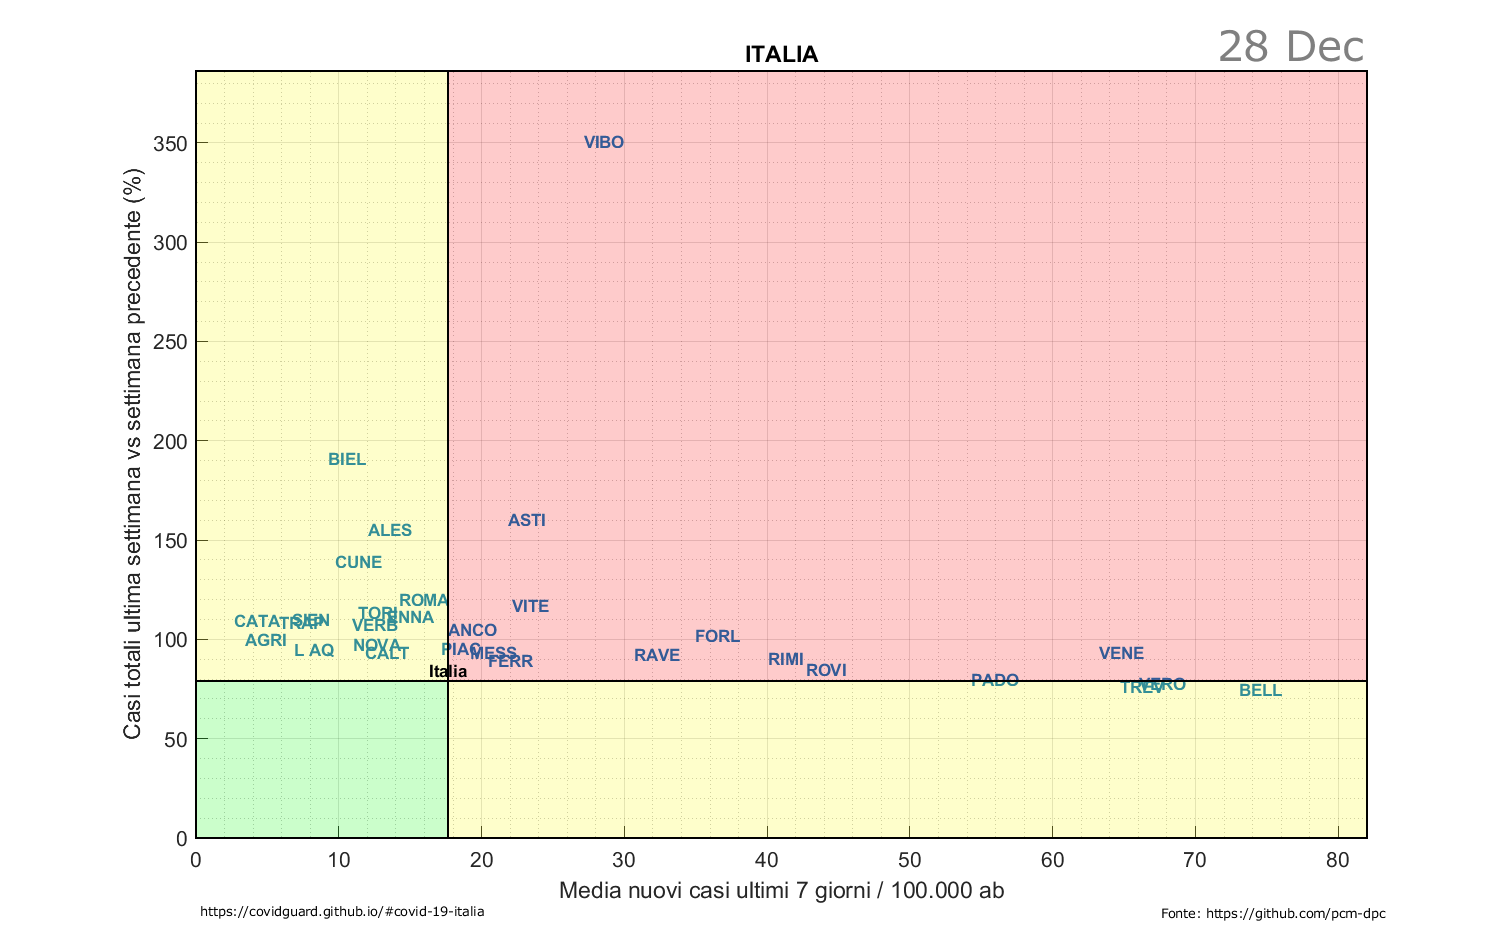 28 Dec
ITALIA
Casi totali ultima settimana vs settimana precedente (%)
350
300
250
200
150
100
50
0
VIBO
BIEL
ASTI
ALES
CUNE
ROMA
VITE
TORI
ENNA
SIEN
CATA
TRAP
VERB
ANCO
FORL
AGRI
NOVA
L AQ
CALT
PIAC
MESS
FERR
RAVE
RIMI
ROVI
VENE
Italia
PADO
TREV
VERO
BELL
0 10 20 30 40 50 60 70 80
Media nuovi casi ultimi 7 giorni / 100.000 ab
https://covidguard.github.io/#covid-19-italia
Fonte: https://github.com/pcm-dpc